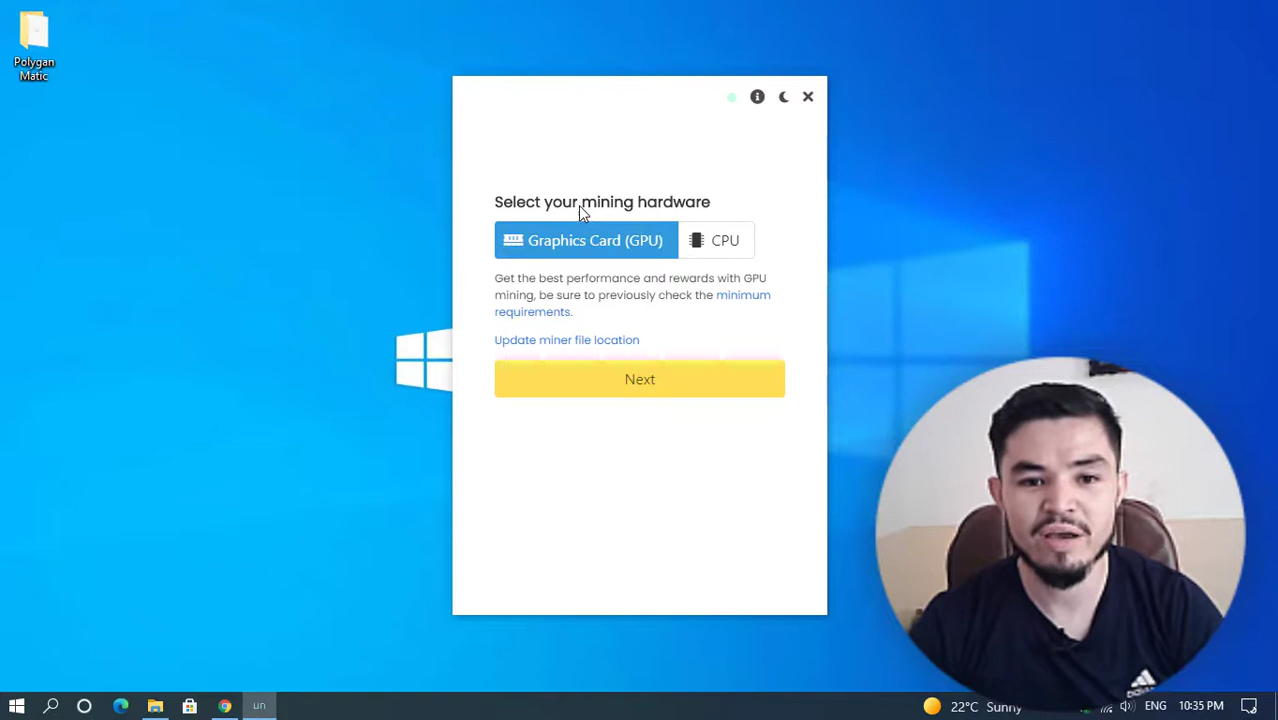 Polygan
Matic
Select your mining hardware
Graphics Card (GPU)
CPU
Get the best performance and rewards with GPU
mining, be sure to previously check the minimum
requirements.
Update miner file location
Next
adidas
un
22°C Sunny
ENG
10:35 PM